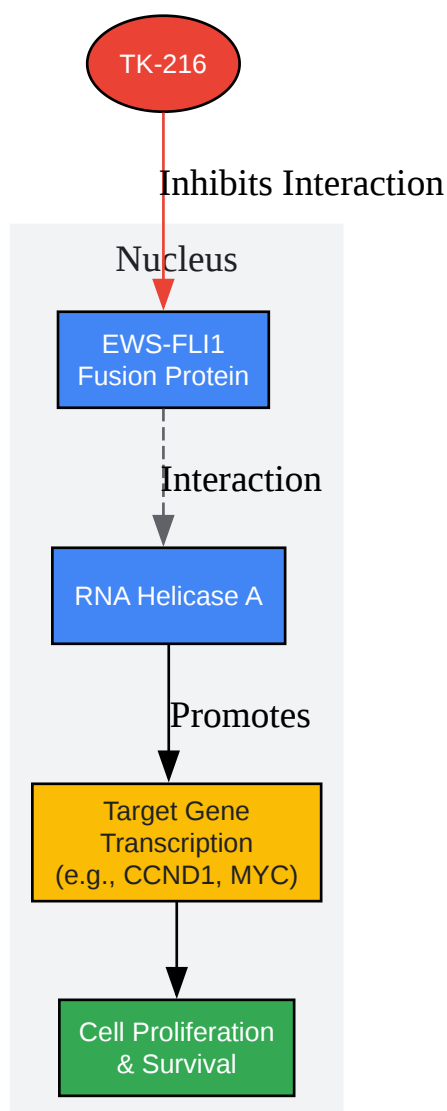 TK-216
Inhibits Interaction
Nucleus
EWS-FLI1
Fusion Protein
Interaction
RNA Helicase A
Promotes
Target Gene
Transcription
(e.g., CCND1, MYC)
Cell Proliferation
& Survival